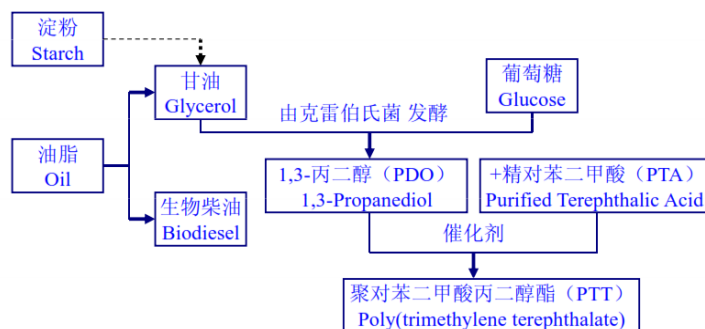 淀粉
Starch
甘油
Glycerol
葡萄糖
Glucose
由克雷伯氏菌 发酵
油脂
Oil
1,3-丙二醇（PDO）
1,3-Propanediol
+精对苯二甲酸（PTA）
Purified Terephthalic Acid
生物柴油
Biodiesel
催化剂
聚对苯二甲酸丙二醇酯（PTT）
Poly(trimethylene terephthalate)